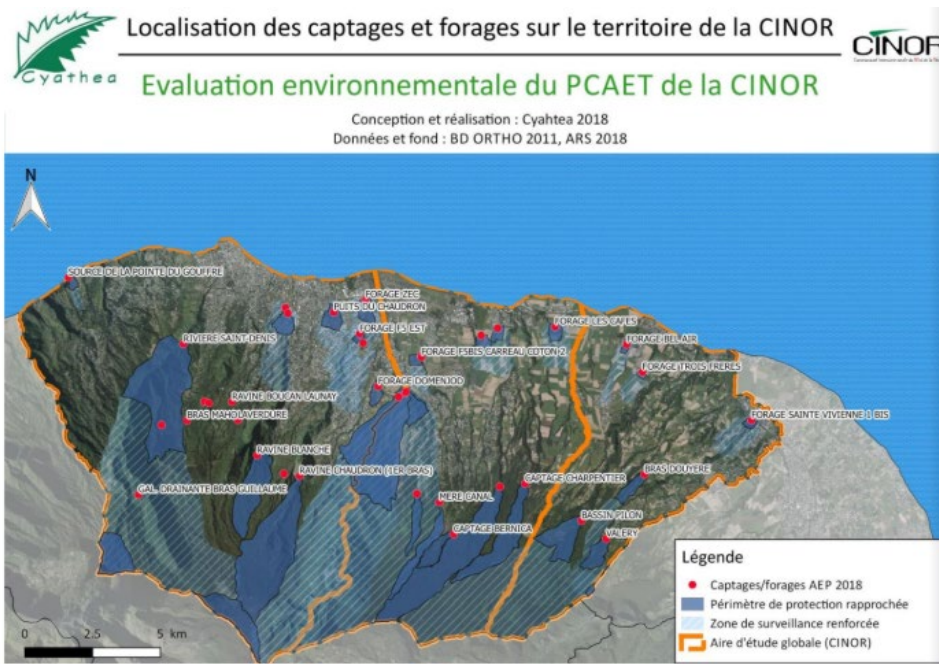 Localisation des captages et forages sur le territoire de la CINOR
Cyathea
CINOR
Evaluation environnementale du PCAET de la CINOR
Conception et réalisation : Cyahtea 2018
Données et fond : BD ORTHO 2011, ARS 2018
N
SOURCE DE LA POINTE DU GOUFFRE
FORAGE ZEC
PUITS DU CHAUDRON
FORAGE LES CAFES
FORAGE F5 EST
RIVIERE SAINT-DENIS
FORAGE BEL AIR
FORAGE F5BIS CARREAU COTON 2
FORAGE TROIS FRERES
FORAGE DOMENJOD
RAVINE BOUCAN LAUNAY
BRAS MAHO
FORAGE SAINTE VIVIENNE 1 BIS
RAVINE BLANCHE
RAVINE CHAUDRON (1ER BRAS)
BRAS DOUYERE
CAPTAGE CHARPENTIER
GAL. DRAINANTE BRAS GUILLAUME
MERE CANAL
BASSIN PILON
CAPTAGE BERNICA
VALERY
Légende
Captages/forages AEP 2018
Périmètre de protection rapprochée
Zone de surveillance renforcée
Aire d'étude globale (CINOR)
0 2.5 5 km